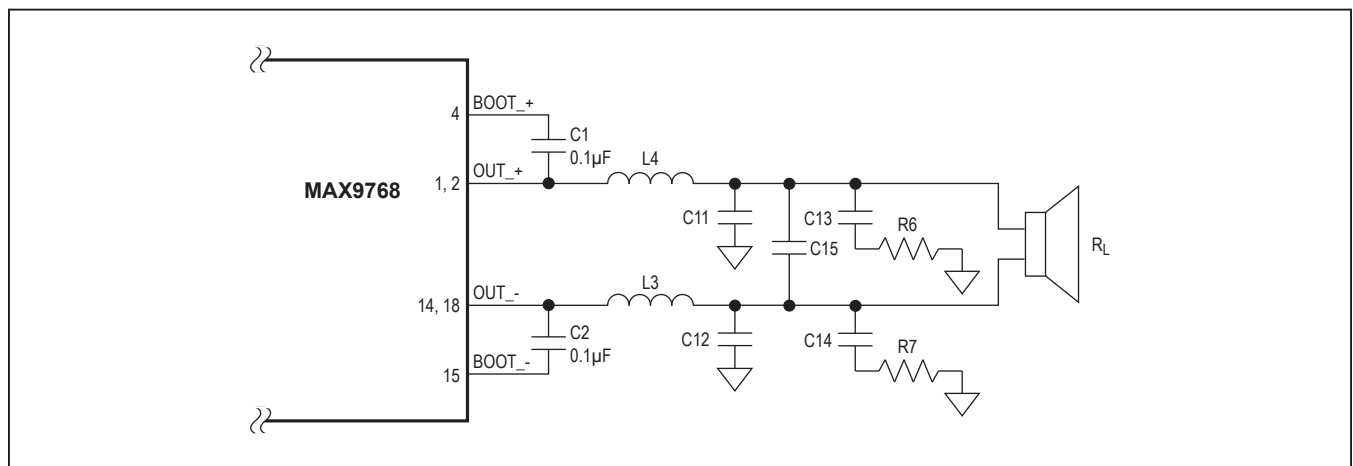 4
BOOT_+
C1
0.1µF
1, 2
OUT_+
L4
MAX9768
C11
C15
C13
R6
RL
14, 18
OUT_-
L3
C2
0.1µF
15
BOOT_-
C12
C14
R7